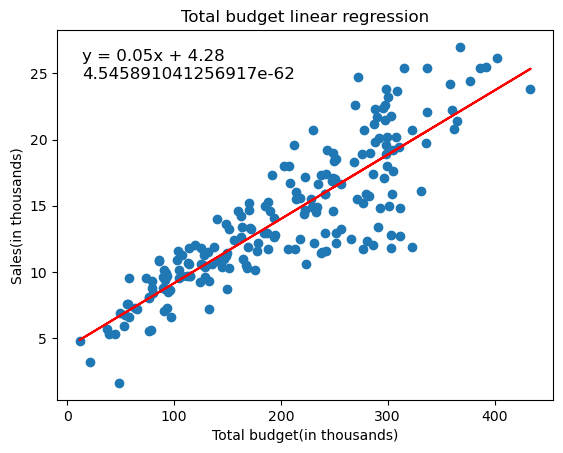 Total budget linear regression
y = 0.05x + 4.28
4.545891041256917e-62
25
20
15
10
5
Sales(in thousands)
0 100 200 300 400
Total budget(in thousands)